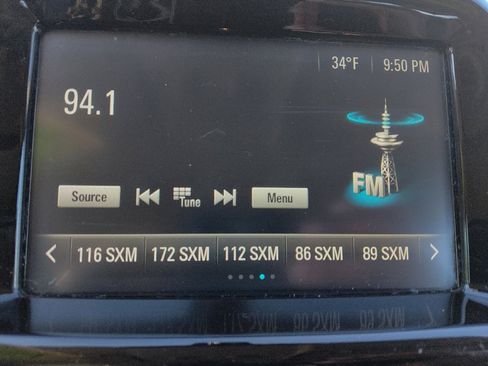 34°F 9:50 PM
94.1
FM
Source Tune Menu
116 SXM 172 SXM 112 SXM 86 SXM 89 SXM